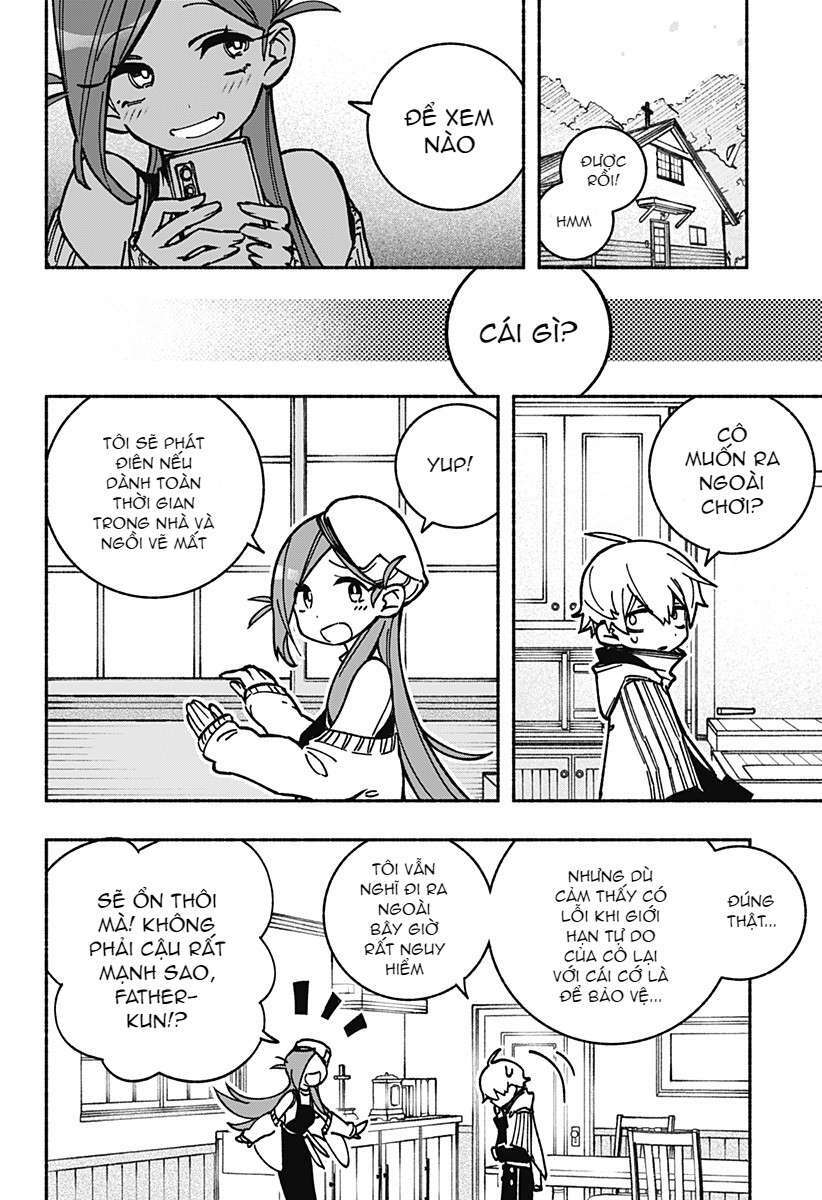 ĐƯỢC
RỒI!
HMM
ĐỂ XEM
NÀO
CÁI GÌ?
CÔ
MUỐN RA
NGOÀI
CHƠI?
YUP!
TÔI SẼ PHÁT
ĐIÊN NẾU
DÀNH TOÀN
THỜI GIAN
TRONG NHÀ VÀ
NGỒI VẼ MẤT
ĐÚNG
THẬT...
NHƯNG DÙ
CẢM THẤY CÓ
LỖI KHI GIỚI
HẠN TỰ DO
CỦA CÔ LẠI
VỚI CÁI CỚ LÀ
ĐỂ BẢO VỆ...
TÔI VẪN
NGHĨ ĐI RA
NGOÀI
BÂY GIỜ
RẤT NGUY
HIỂM
SẼ ỔN THÔI
MÀ! KHÔNG
PHẢI CẬU RẤT
MẠNH SAO,
FATHER-
KUN!?